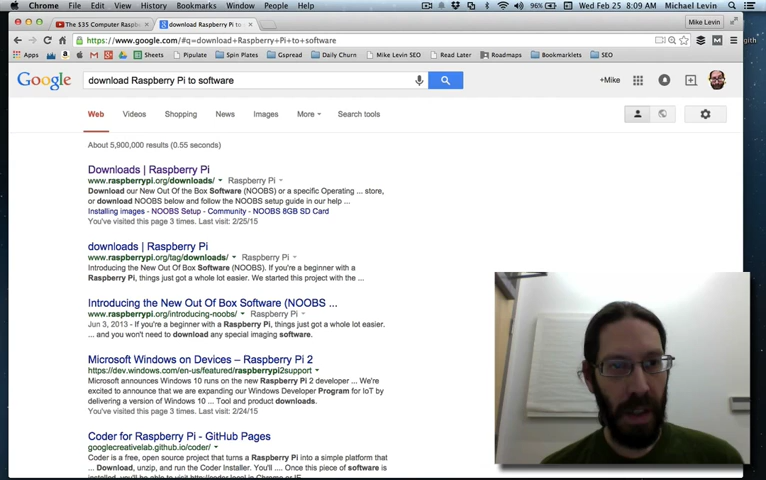 Chrome File Edit View History Bookmarks Window People Help
96% Wed Feb 25 8:09 AM Michael Levin
The $35 Computer Raspb
download Raspberry Pi to s
Mike Levin
https://www.google.com/#q=download+Raspberry+Pi+to+software
Apps Pipulate Spin Plates Gspread Daily Churn Mike Levin SEO Read Later Roadmaps Bookmarklets SEO
Google
download Raspberry Pi to software
+Mike
Web Videos Shopping News Images More Search tools
About 5,900,000 results (0.55 seconds)
Downloads | Raspberry Pi
www.raspberrypi.org/downloads/ Raspberry Pi
Download our New Out Of the Box Software (NOOBS) or a specific Operating ... store,
or download NOOBS below and follow the NOOBS setup guide in our help ...
Installing images - NOOBS Setup - Community - NOOBS 8GB SD Card
You've visited this page 3 times. Last visit: 2/25/15
downloads | Raspberry Pi
www.raspberrypi.org/tag/downloads/ Raspberry Pi
Introducing the New Out Of Box Software (NOOBS). If you're a beginner with a
Raspberry Pi, things just got a whole lot easier. We started this project with the ...
Introducing the New Out Of Box Software (NOOBS ...
www.raspberrypi.org/introducing-noobs/ Raspberry Pi
Jun 3, 2013 - If you're a beginner with a Raspberry Pi, things just got a whole lot easier.
... and you won't need to download any special imaging software.
Microsoft Windows on Devices – Raspberry Pi 2
https://dev.windows.com/en-us/featured/raspberrypi2support
Microsoft announces Windows 10 runs on the new Raspberry Pi 2 developer ... We're
excited to announce that we are expanding our Windows Developer Program for IoT by
delivering a version of Windows 10 ... Tool and product downloads.
You've visited this page 3 times. Last visit: 2/24/15
Coder for Raspberry Pi - GitHub Pages
googlecreativelab.github.io/coder/
Coder is a free, open source project that turns a Raspberry Pi into a simple platform that
... Download, unzip, and run the Coder Installer. You'll .... Once this piece of software is